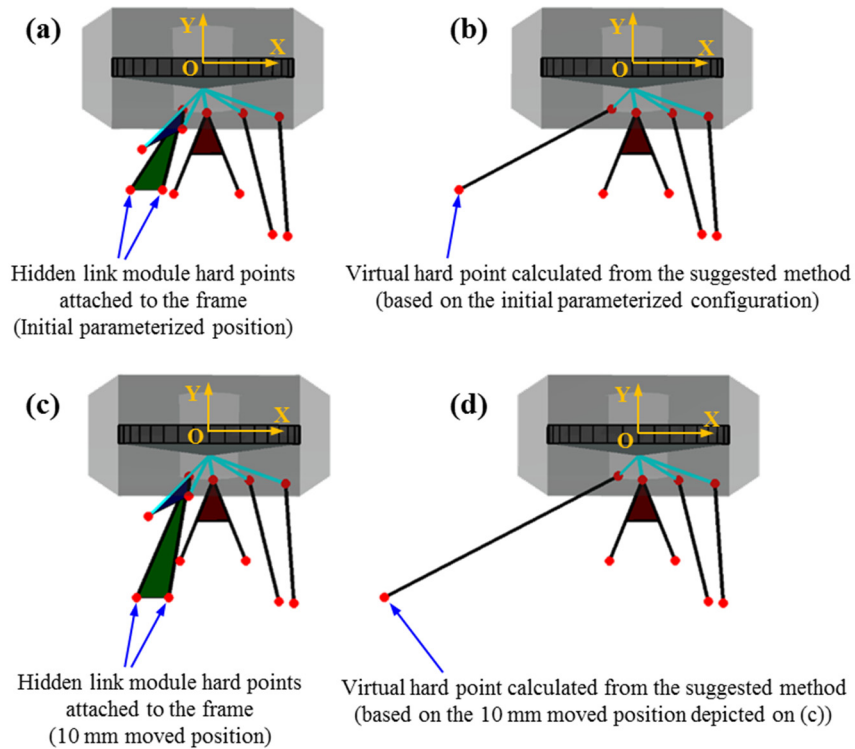 (a)
Y
X
O
(b)
Y
X
O
Hidden link module hard points
attached to the frame
(Initial parameterized position)
Virtual hard point calculated from the suggested method
(based on the initial parameterized configuration)
(c)
Y
X
O
(d)
Y
X
O
Hidden link module hard points
attached to the frame
(10 mm moved position)
Virtual hard point calculated from the suggested method
(based on the 10 mm moved position depicted on (c))